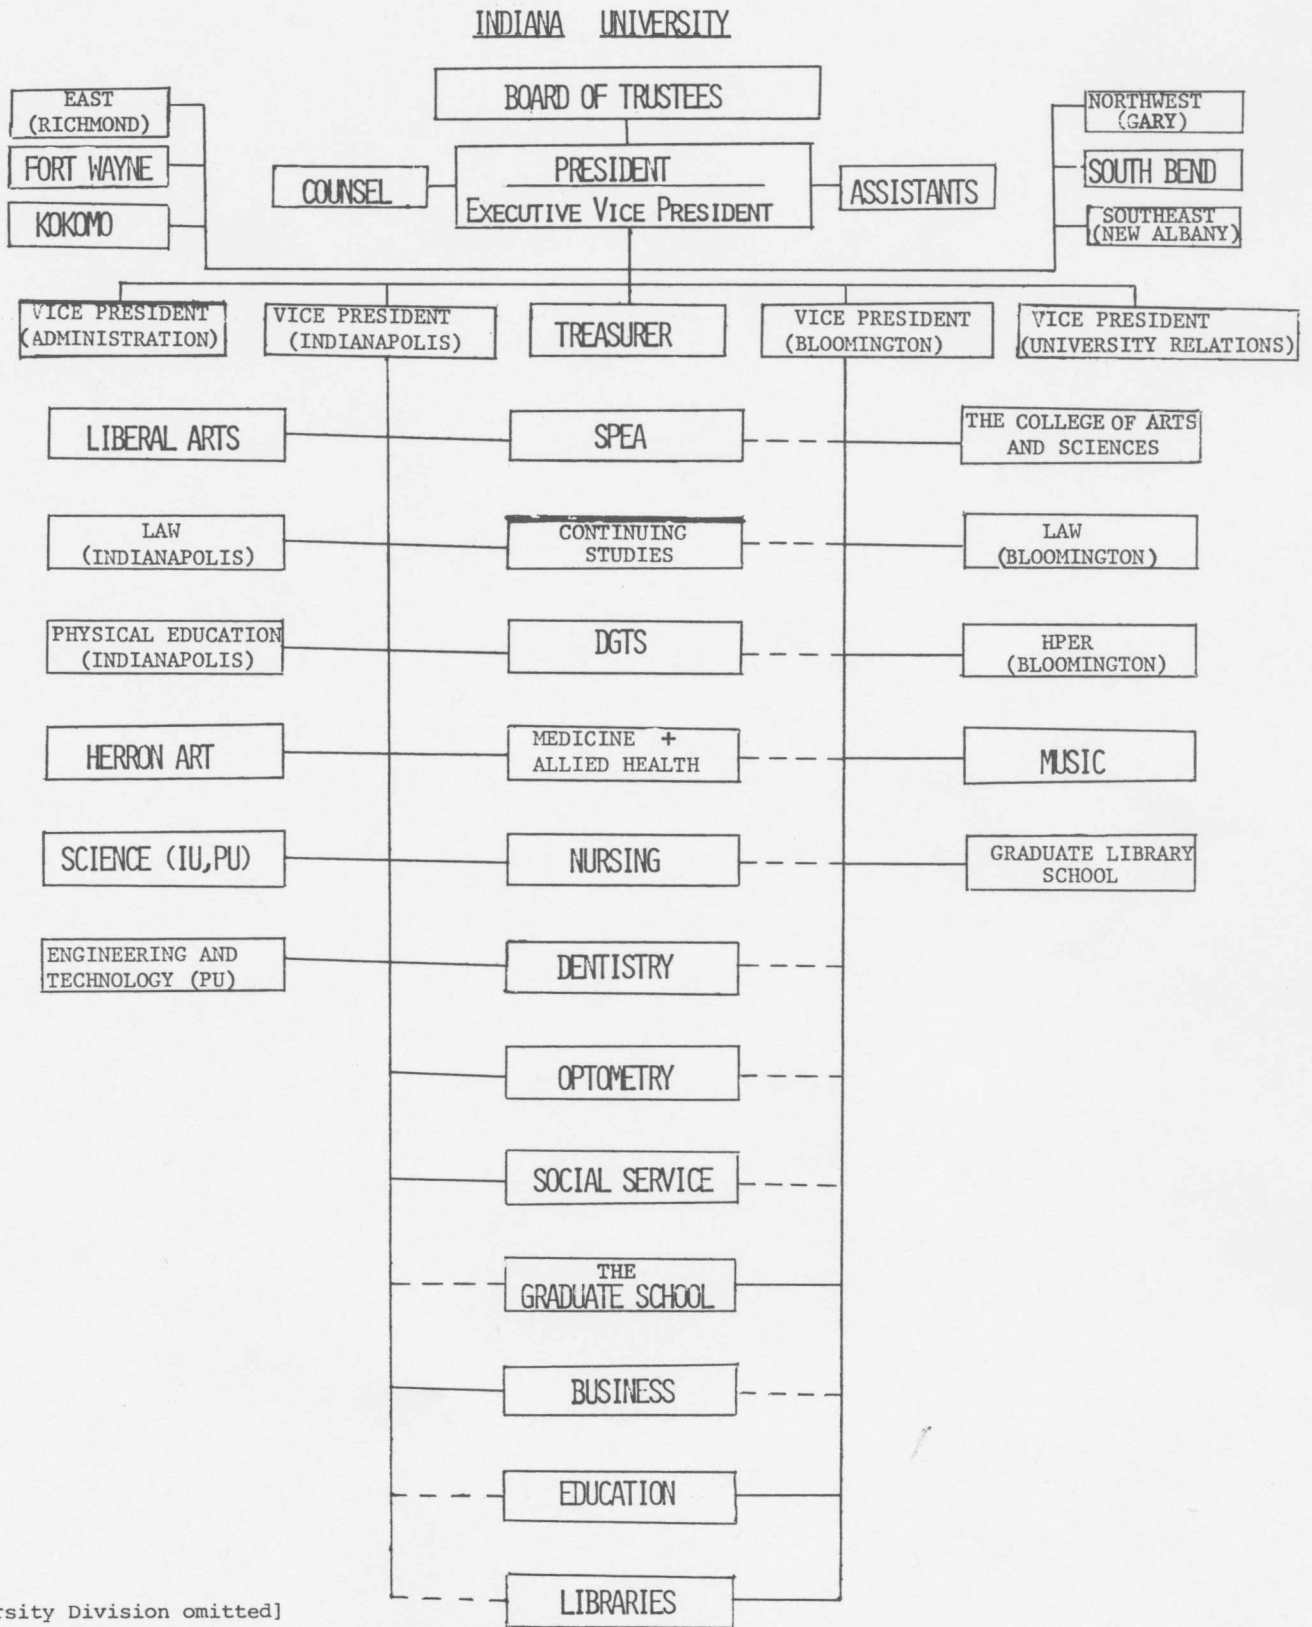 INDIANA UNIVERSITY
BOARD OF TRUSTEES
EAST
(RICHMOND)
FORT WAYNE
KOKOMO
COUNSEL
PRESIDENT
EXECUTIVE VICE PRESIDENT
ASSISTANTS
NORTHWEST
(GARY)
SOUTH BEND
SOUTHEAST
(NEW ALBANY)
VICE PRESIDENT
(ADMINISTRATION)
VICE PRESIDENT
(INDIANAPOLIS)
TREASURER
VICE PRESIDENT
(BLOOMINGTON)
VICE PRESIDENT
(UNIVERSITY RELATIONS)
LIBERAL ARTS
SPEA
THE COLLEGE OF ARTS
AND SCIENCES
LAW
(INDIANAPOLIS)
CONTINUING
STUDIES
LAW
(BLOOMINGTON)
PHYSICAL EDUCATION
(INDIANAPOLIS)
DGTS
HPER
(BLOOMINGTON)
HERRON ART
MEDICINE +
ALLIED HEALTH
MUSIC
SCIENCE (IU,PU)
NURSING
GRADUATE LIBRARY
SCHOOL
ENGINEERING AND
TECHNOLOGY (PU)
DENTISTRY
OPTOMETRY
SOCIAL SERVICE
THE
GRADUATE SCHOOL
BUSINESS
EDUCATION
LIBRARIES
rsity Division omitted]